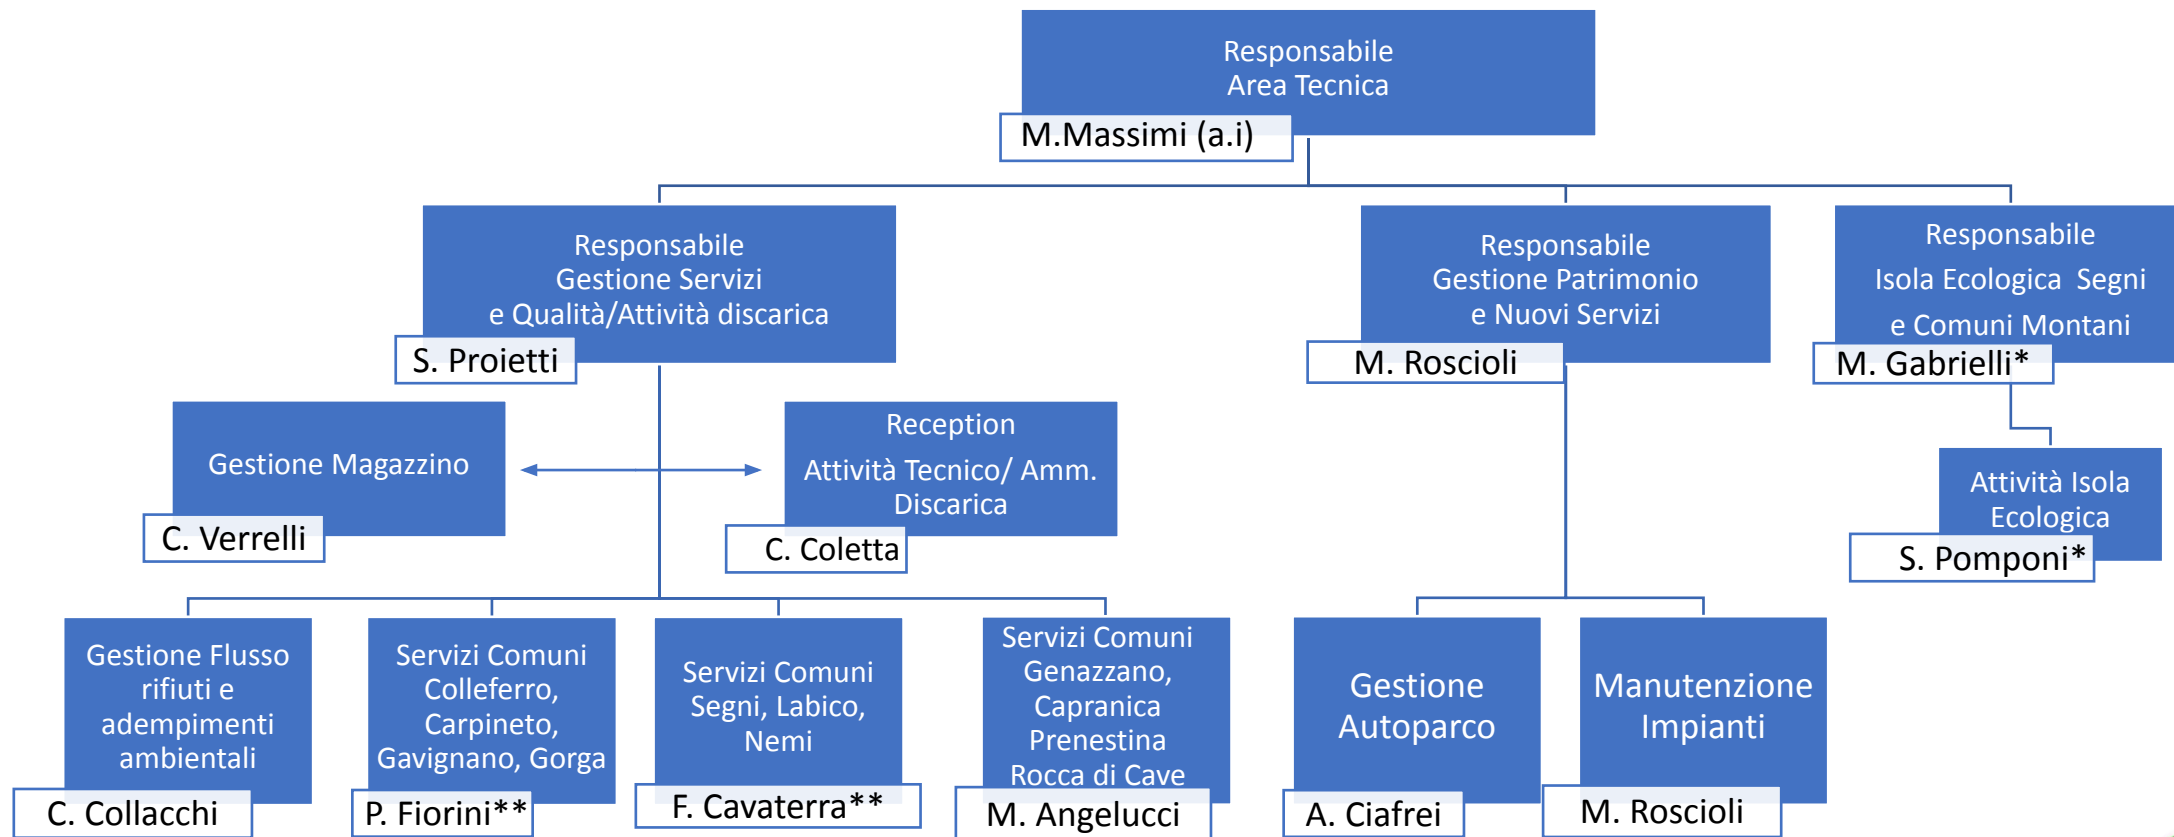 Responsabile
Area Tecnica
M.Massimi (a.i)
Responsabile
Gestione Servizi
e Qualità/Attività discarica
S. Proietti
Responsabile
Gestione Patrimonio
e Nuovi Servizi
M. Roscioli
Responsabile
Isola Ecologica Segni
e Comuni Montani
M. Gabrielli*
Gestione Magazzino
C. Verrelli
Reception
Attività Tecnico/ Amm.
Discarica
C. Coletta
Attività Isola
Ecologica
S. Pomponi*
Gestione Flusso
rifiuti e
adempimenti
ambientali
C. Collacchi
Servizi Comuni
Colleferro,
Carpineto,
Gavignano, Gorga
P. Fiorini**
Servizi Comuni
Segni, Labico,
Nemi
F. Cavaterra**
Servizi Comuni
Genazzano,
Capranica
Prenestina
Rocca di Cave
M. Angelucci
Gestione
Autoparco
A. Ciafrei
Manutenzione
Impianti
M. Roscioli